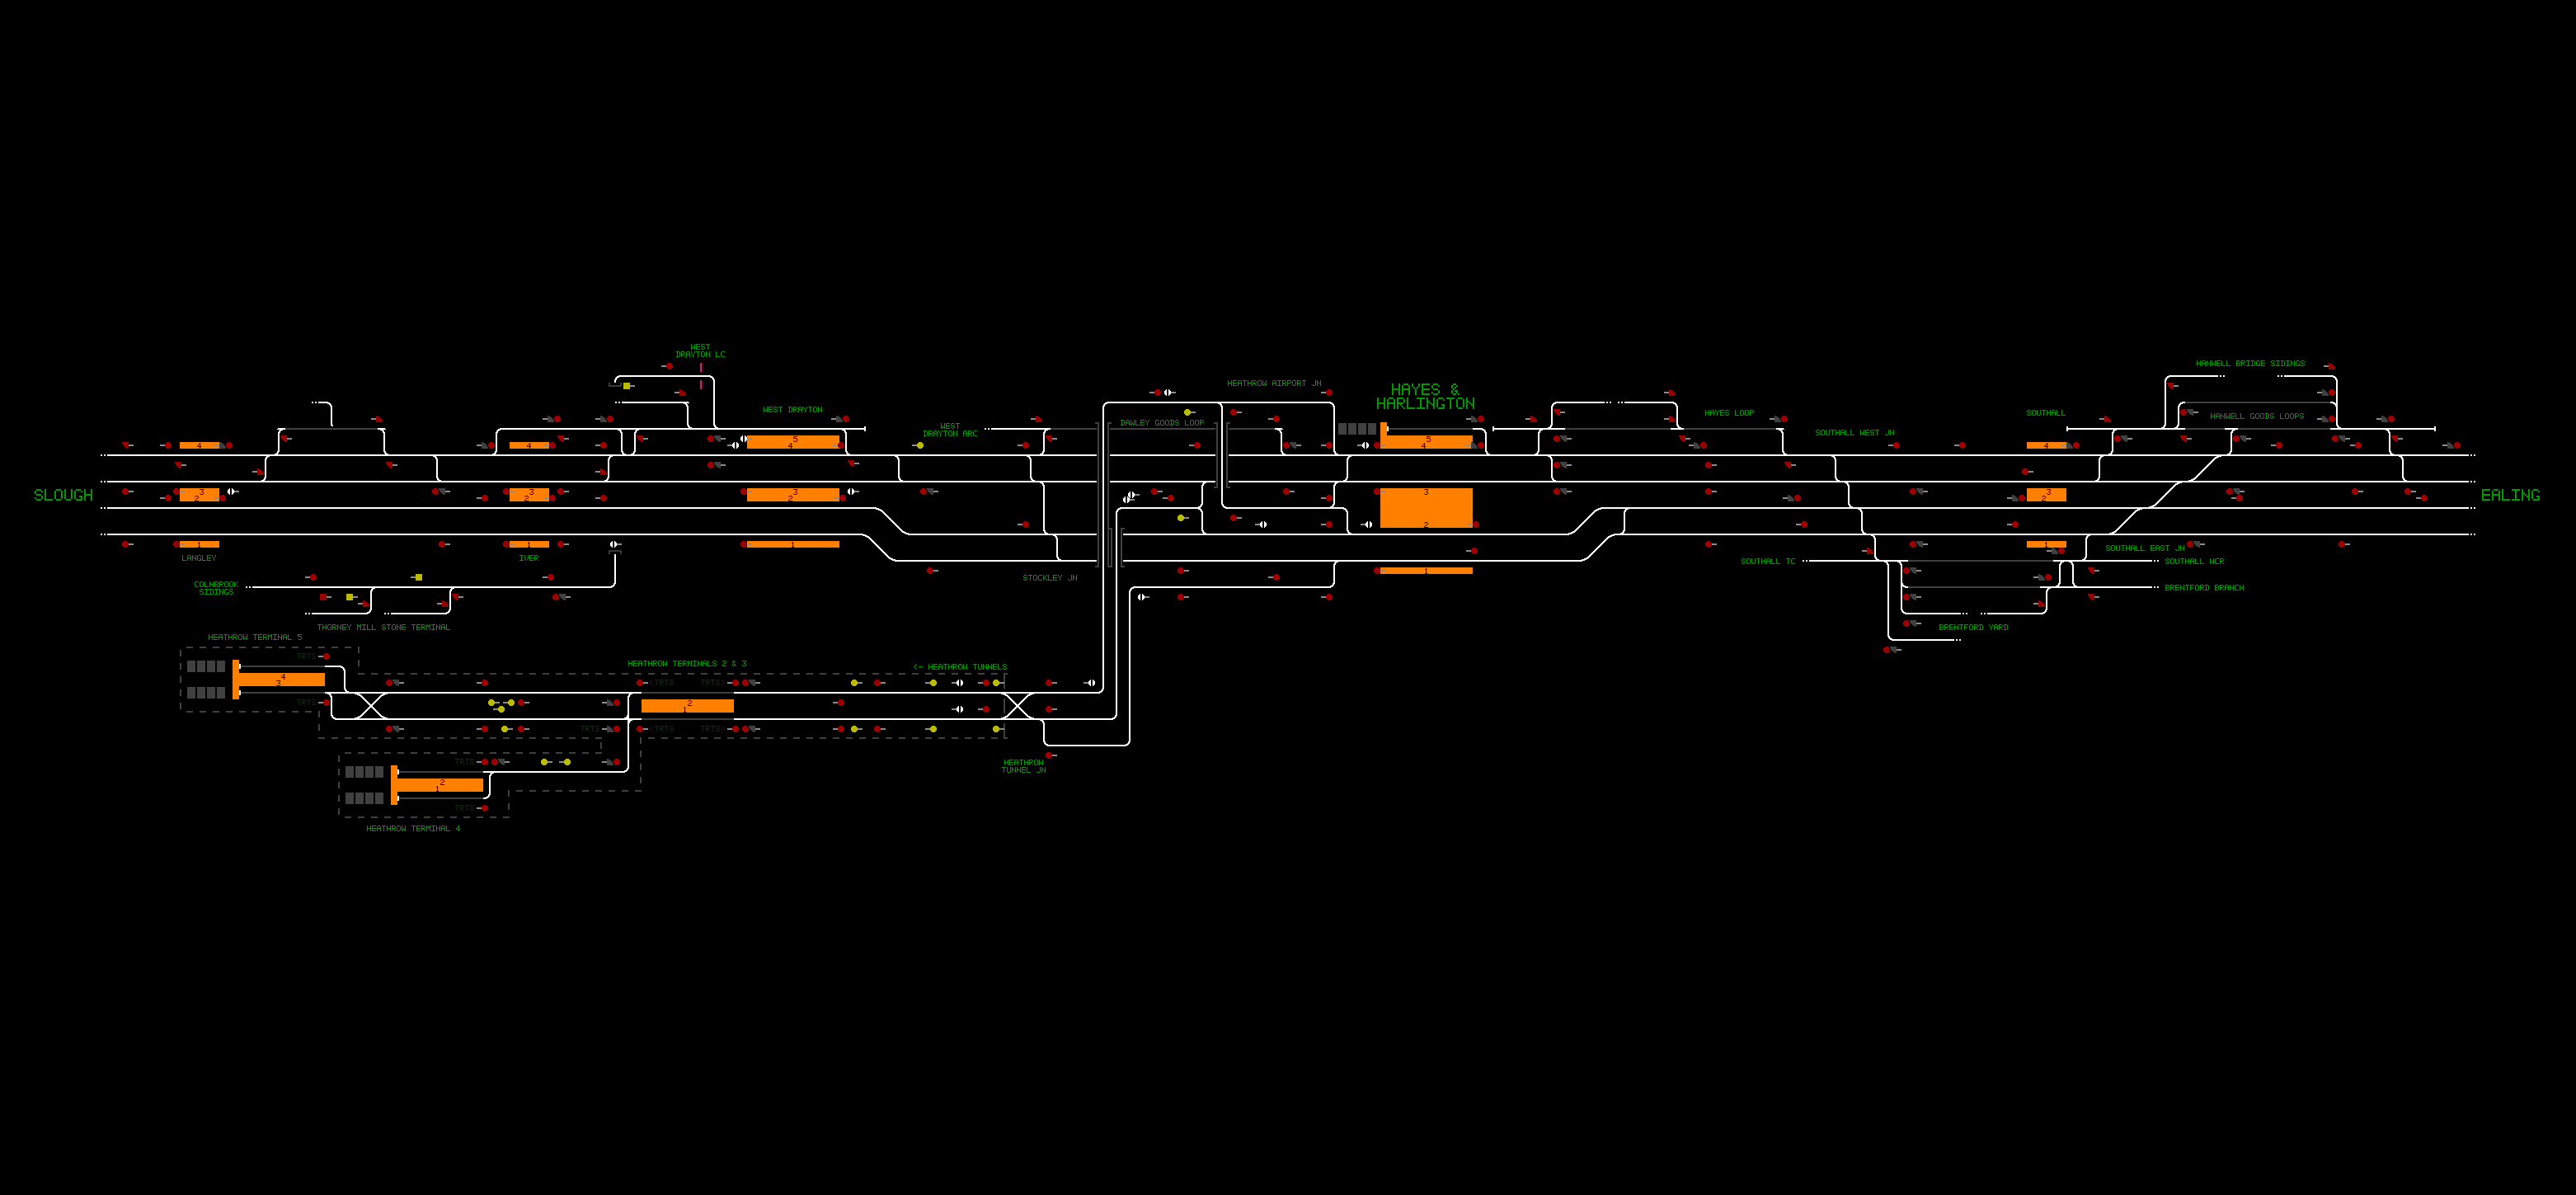 WEST
DRAYTON LC
HANWELL BRIDGE SIDINGS
HEATHROW AIRPORT JN
HAYES &
HARLINGTON
WEST DRAYTON
HAYES LOOP
SOUTHALL
HANWELL GOODS LOOPS
DAWLEY GOODS LOOP
WEST
DRAYTON ARC
SOUTHALL WEST JN
5
5
4
4
4
4
4
SLOUGH
3
2
3
2
3
2
3
2
3
2
EALING
1
1
1
1
1
LANGLEY
IVER
SOUTHALL EAST JN
SOUTHALL TC
SOUTHALL WCR
STOCKLEY JN
COLNBROOK
SIDINGS
BRENTFORD BRANCH
THORNEY MILL STONE TERMINAL
BRENTFORD YARD
HEATHROW TERMINAL 5
TRTS
HEATHROW TERMINALS 2 & 3
<- HEATHROW TUNNELS
4
3
TRTS
TRTS
TRTS
2
1
TRTS
TRTS
TRTS
TRTS
HEATHROW
TUNNEL JN
TRTS
2
1
TRTS
HEATHROW TERMINAL 4